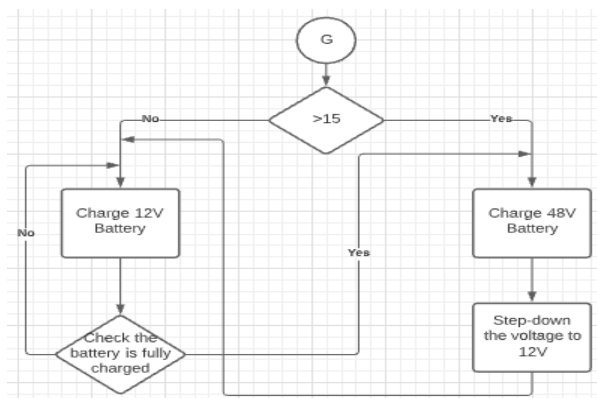 G
>15
No
Yes
Charge 12V
Battery
Charge 48V
Battery
No
Yes
Step-down
the voltage to
12V
Check the
battery is fully
charged